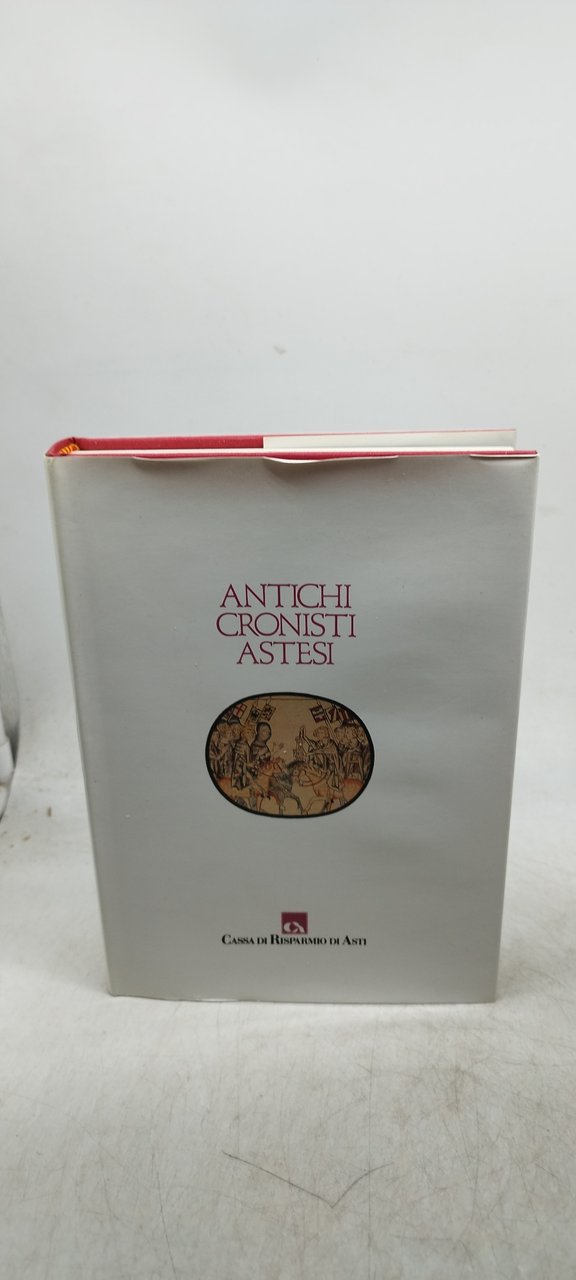 ANTICHI
CRONISTI
ASTESI
CASSA DI RISPARMIO DI ASTI